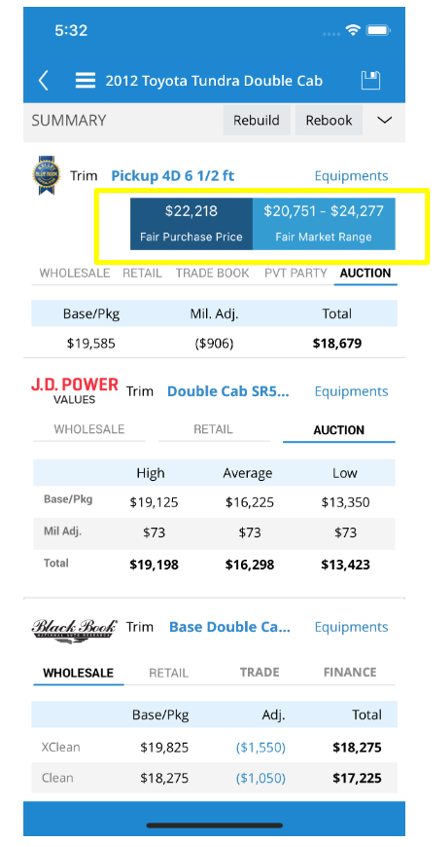 5:32
2012 Toyota Tundra Double Cab
SUMMARY Rebuild Rebook
Trim Pickup 4D 6 1/2 ft Equipments
$22,218 $20,751 - $24,277
Fair Purchase Price Fair Market Range
WHOLESALE RETAIL TRADE BOOK PVT PARTY AUCTION
Base/Pkg Mil. Adj. Total
$19,585 ($906) $18,679
J.D. POWER
VALUES
Trim Double Cab SR5... Equipments
WHOLESALE RETAIL AUCTION
High Average Low
Base/Pkg $19,125 $16,225 $13,350
Mil Adj. $73 $73 $73
Total $19,198 $16,298 $13,423
Black Book Trim Base Double Ca... Equipments
WHOLESALE RETAIL TRADE FINANCE
Base/Pkg Adj. Total
XClean $19,825 ($1,550) $18,275
Clean $18,275 ($1,050) $17,225